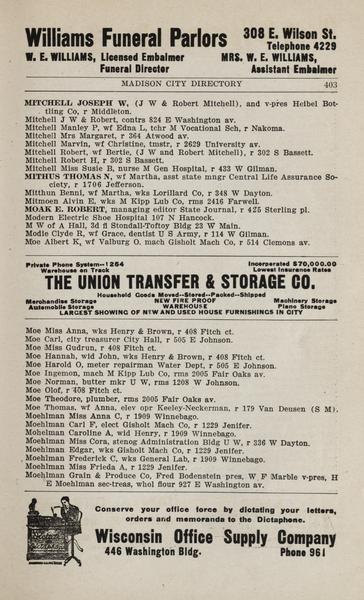 Williams Funeral Parlors
308 E. Wilson St.
Telephone 4229
W. E. WILLIAMS, Licensed Embalmer
Funeral Director
MRS. W. E. WILLIAMS,
Assistant Embalmer
MADISON CITY DIRECTORY 403
MITCHELL JOSEPH W, (J W & Robert Mitchell), and v-pres Heibel Bot-
tling Co, r Middleton.
Mitchell J W & Robert, contrs 824 E Washington av.
Mitchell Manley P, wf Edna L, tchr M Vocational Sch, r Nakoma.
Mitchell Mrs Margaret, r 364 Atwood av.
Mitchell Marvin, wf Christine, tmstr, r 2629 University av.
Mitchell Robert, wf Bertie, (J W and Robert Mitchell), r 302 S Bassett.
Mitchell Robert H, r 302 S Bassett.
Mitchell Miss Susie B, nurse M Gen Hospital, r 433 W Gilman.
MITHUS THOMAS N, wf Martha, asst state mngr Central Life Assurance So-
ciety, r 1706 Jefferson.
Mitthun Benni, wf Martha, wks Lorillard Co, r 348 W Dayton.
Mitmoen Alvin E, wks M Kipp Lub Co, rms 2416 Farwell.
MOAK E. ROBERT, managing editor State Journal, r 425 Sterling pl.
Modern Electric Shoe Hospital 107 N Hancock.
M W of A Hall, 3d fl Stondall-Toftoy Bldg 23 W Main.
Modie Clyde R, wf Grace, dentist U S Army, r 114 W Gilman.
Moe Albert K, wf Valburg O, mach Gisholt Mach Co, r 514 Clemons av.
Private Phone System—1264
Warehouse on Track
Incorporated $70,000.00
Lowest Insurance Rates
THE UNION TRANSFER & STORAGE CO.
Household Goods Moved—Stored—Packed—Shipped
Merchandise Storage NEW FIRE PROOF Machinery Storage
Automobile Storage WAREHOUSE Piano Storage
LARGEST SHOWING OF NEW AND USED HOUSE FURNISHINGS IN CITY
Moe Miss Anna, wks Henry & Brown, r 408 Fitch ct.
Moe Carl, city treasurer City Hall, r 505 E Johnson.
Moe Miss Gudrun, r 408 Fitch ct.
Moe Hannah, wid John, wks Henry & Brown, r 408 Fitch ct.
Moe Harold O, meter repairman Water Dept, r 505 E Johnson.
Moe Ingemon, mach M Kipp Lub Co, rms 2005 Fair Oaks av.
Moe Norman, butter mkr U W, rms 1208 W Johnson.
Moe Olof, r 408 Fitch ct.
Moe Theodore, plumber, rms 2005 Fair Oaks av.
Moe Thomas, wf Anna, elev opr Keeley-Neckerman, r 179 Van Deusen (S M).
Moehlman Miss Anna C, r 1909 Winnebago.
Moehlman Carl F, elect Gisholt Mach Co, r 1229 Jenifer.
Mohelman Caroline A, wid Henry, r 1909 Winnebago.
Moehlman Miss Cora, stenog Administration Bldg U W, r 336 W Dayton.
Moehlman Edgar, wks Gisholt Mach Co, r 1229 Jenifer.
Moehlman Frederick C, wks General Lab, r 1909 Winnebago.
Moehlman Miss Frieda A, r 1229 Jenifer.
Moehlman Grain & Produce Co, Fred Bodenstein pres, W F Marble v-pres, H
E Moehlman sec-treas, whol flour 927 E Washington av.
Conserve your office force by dictating your letters,
orders and memoranda to the Dictaphone.
Wisconsin Office Supply Company
446 Washington Bldg. Phone 961